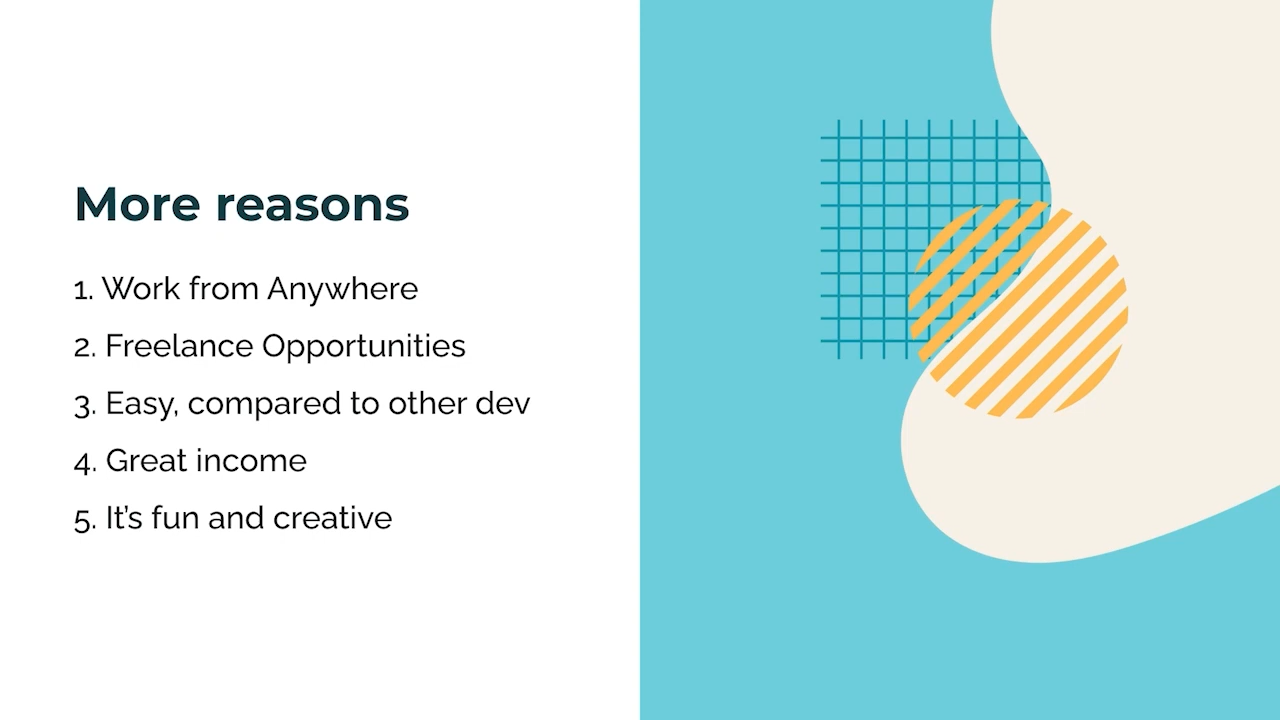 More reasons
1. Work from Anywhere
2. Freelance Opportunities
3. Easy, compared to other dev
4. Great income
5. It’s fun and creative